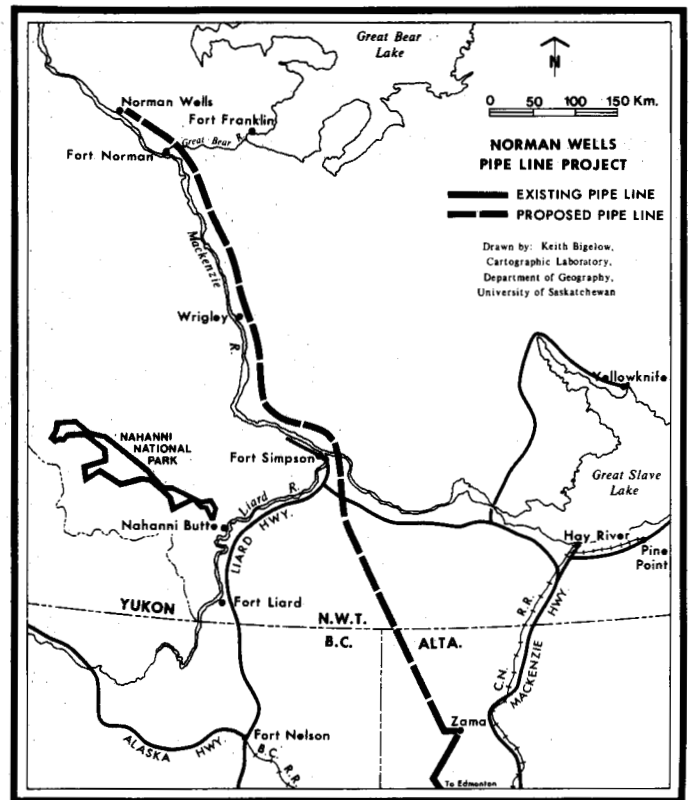 Great Bear
Lake
N
0 50 100 150 Km.
Norman Wells
Fort Franklin
Great Bear R.
Fort Norman
NORMAN WELLS
PIPE LINE PROJECT
EXISTING PIPE LINE
PROPOSED PIPE LINE
Drawn by: Keith Bigelow,
Cartographic Laboratory,
Department of Geography,
University of Saskatchewan
Mackenzie
R.
Wrigley
Yellowknife
NAHANNI
NATIONAL
PARK
Fort Simpson
Great Slave
Lake
Liard R.
Nahanni Butte
LIARD HWY.
Hay River
Pine
Point
YUKON
Fort Liard
N.W.T.
B.C.
ALTA.
C.N. R.R.
MACKENZIE HWY.
Zama
ALASKA HWY.
Fort Nelson
B.C. R.R.
To Edmonton